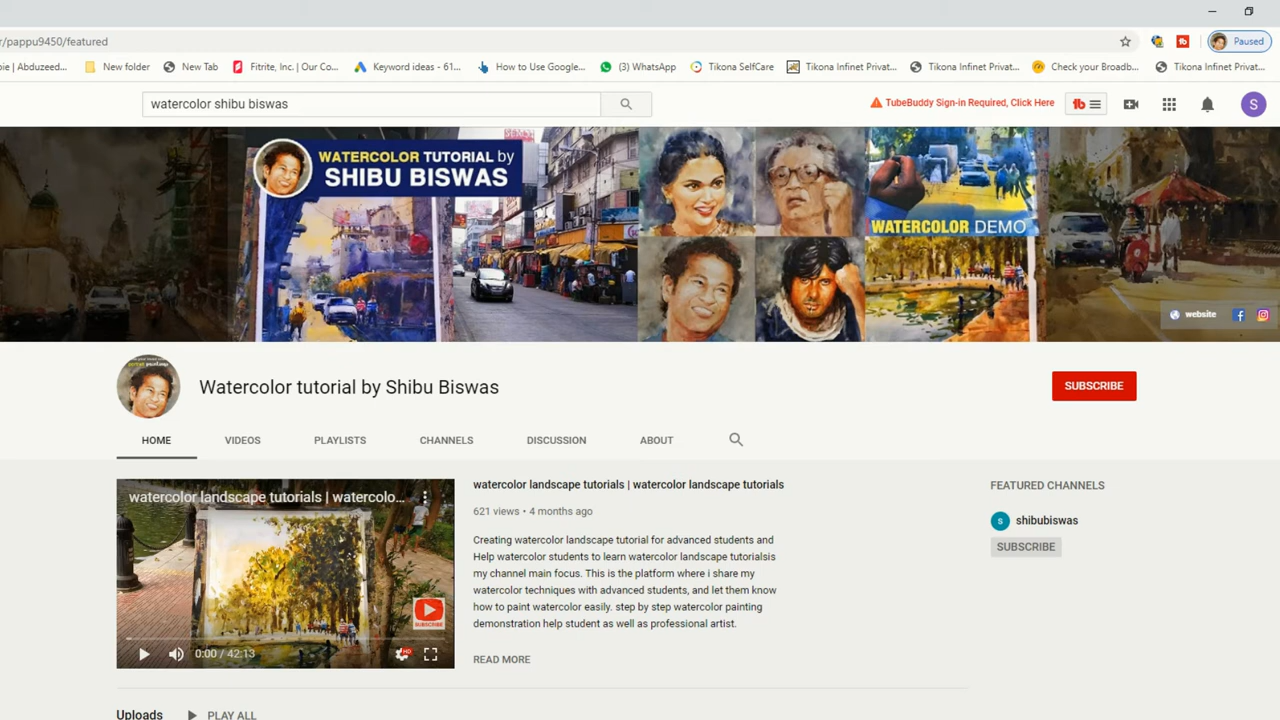 r/pappu9450/featured
Paused
pie | Abduzeed... New folder New Tab Fitrite, Inc. | Our Co... Keyword ideas - 61... How to Use Google... (3) WhatsApp Tikona SelfCare Tikona Infinet Privat... Tikona Infinet Privat... Check your Broadb... Tikona Infinet Privat...
watercolor shibu biswas
TubeBuddy Sign-in Required, Click Here
tb
S
WATERCOLOR TUTORIAL by
SHIBU BISWAS
WATERCOLOR DEMO
website
Watercolor tutorial by Shibu Biswas
SUBSCRIBE
HOME VIDEOS PLAYLISTS CHANNELS DISCUSSION ABOUT
watercolor landscape tutorials | watercolo...
SUBSCRIBE
0:00 / 42:13
HD
watercolor landscape tutorials | watercolor landscape tutorials
621 views • 4 months ago
Creating watercolor landscape tutorial for advanced students and
Help watercolor students to learn watercolor landscape tutorialsis
my channel main focus. This is the platform where i share my
watercolor techniques with advanced students, and let them know
how to paint watercolor easily. step by step watercolor painting
demonstration help student as well as professional artist.
READ MORE
FEATURED CHANNELS
s shibubiswas
SUBSCRIBE
Uploads PLAY ALL